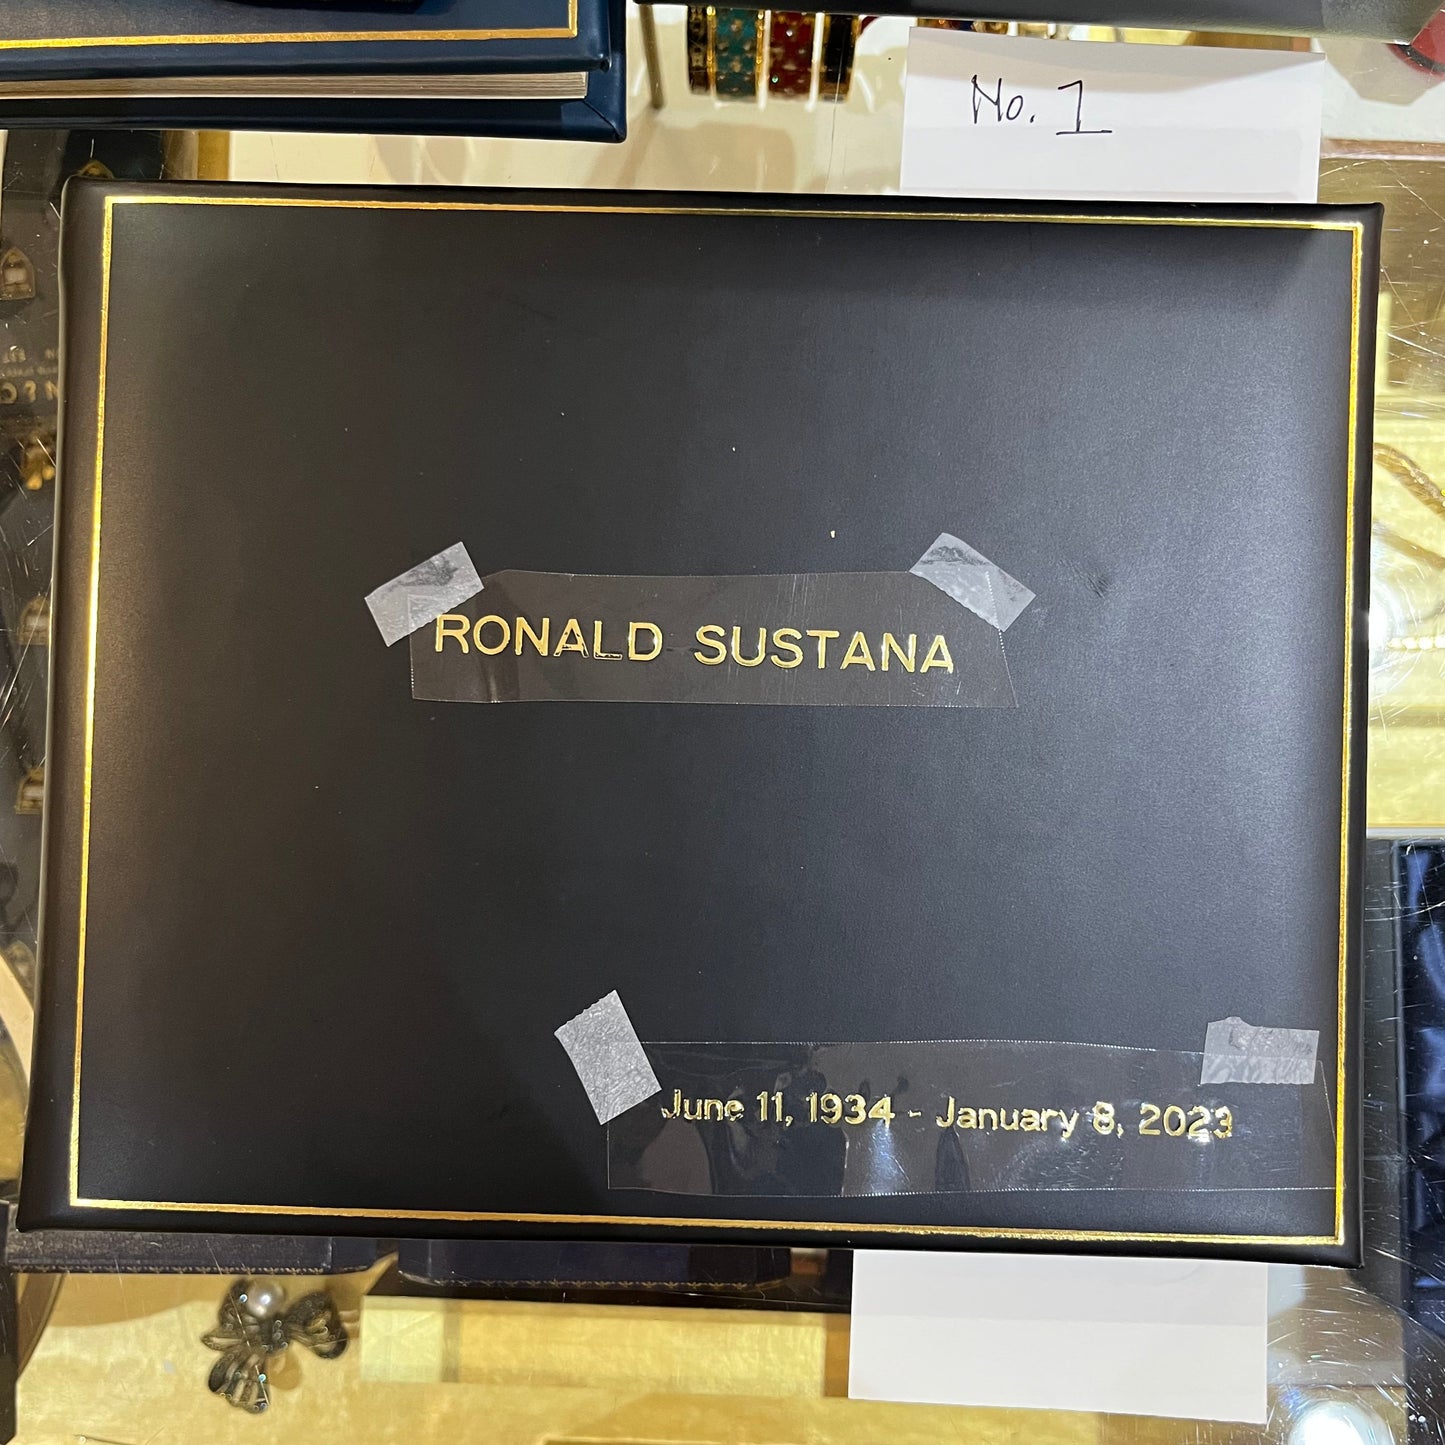 No. 1
RONALD SUSTANA
June 11, 1934 - January 8, 2023